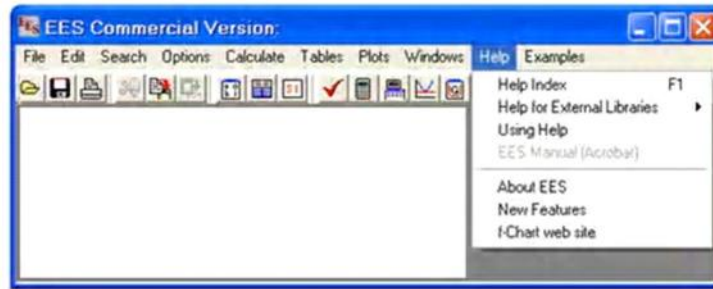 EES Commercial Version:
File Edit Search Options Calculate Tables Plots Windows Help Examples
Help Index F1
Help for External Libraries
Using Help
EES Manual (Acrobat)
About EES
New Features
f-Chart web site